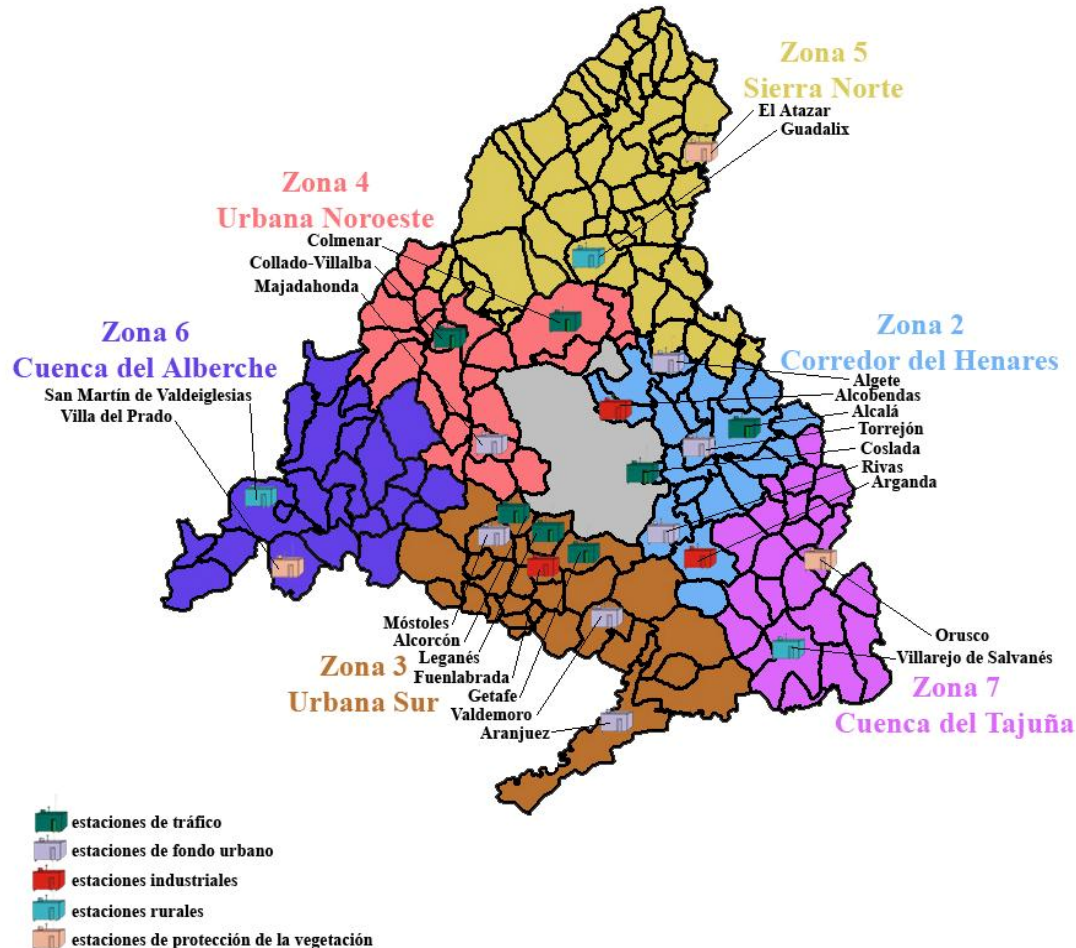 Zona 5
Sierra Norte
El Atazar
Guadalix
Zona 4
Urbana Noroeste
Colmenar
Collado-Villalba
Majadahonda
Zona 6
Cuenca del Alberche
San Martín de Valdeiglesias
Villa del Prado
Zona 2
Corredor del Henares
Algete
Alcobendas
Alcalá
Torrejón
Coslada
Rivas
Arganda
Móstoles
Alcorcón
Leganés
Fuenlabrada
Getafe
Valdemoro
Aranjuez
Zona 3
Urbana Sur
Orusco
Villarejo de Salvanés
Zona 7
Cuenca del Tajuña
estaciones de tráfico
estaciones de fondo urbano
estaciones industriales
estaciones rurales
estaciones de protección de la vegetación